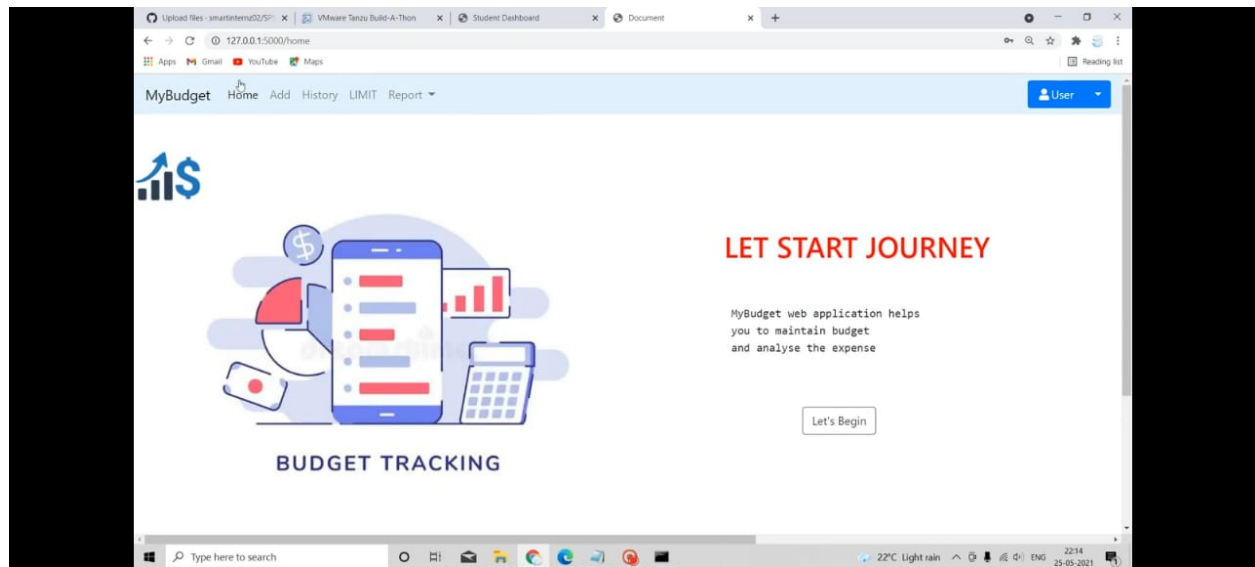 Upload files · smartinternz02/SP
VMware Tanzu Build-A-Thon
Student Dashboard
Document
127.0.0.1:5000/home
Apps
Gmail
YouTube
Maps
Reading list
MyBudget
Home
Add
History
LIMIT
Report
User
$
$
LET START JOURNEY
MyBudget web application helps
you to maintain budget
and analyse the expense
Let's Begin
BUDGET TRACKING
Type here to search
22°C Light rain
ENG
22:14
25-05-2021